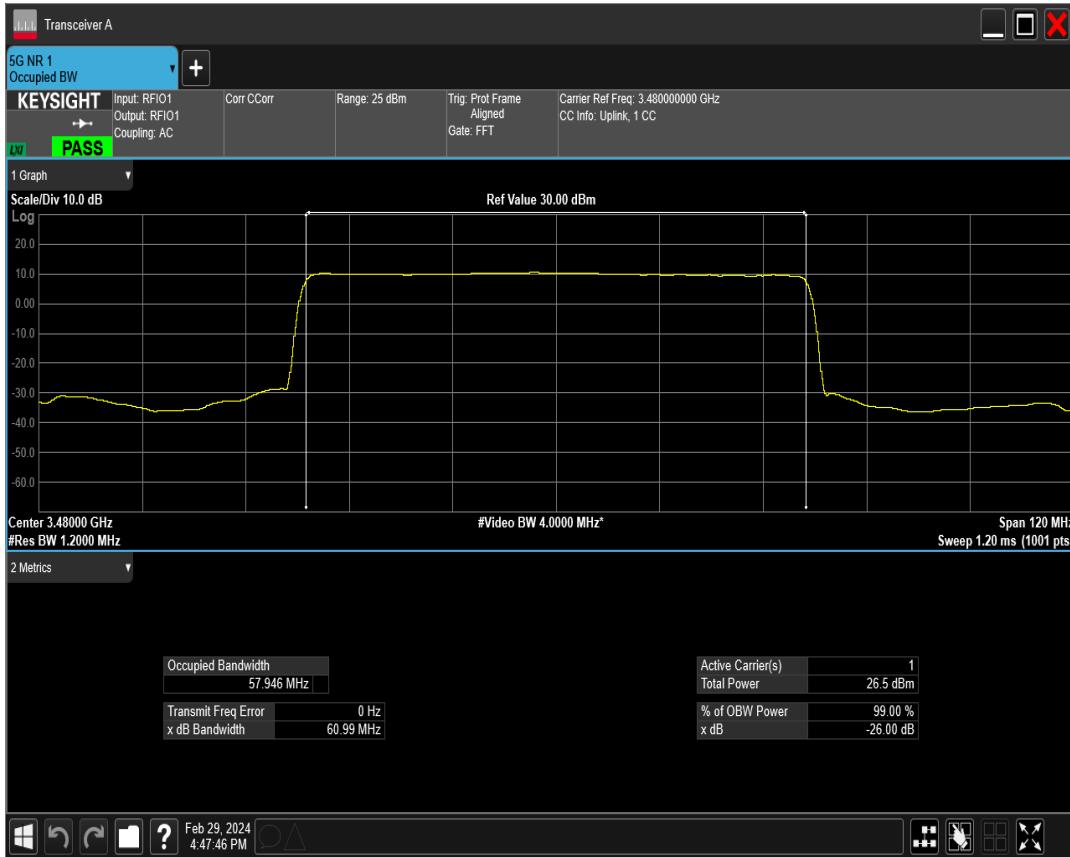 Transceiver A
5G NR 1
Occupied BW
+
KEYSIGHT
LXI
PASS
Input: RFIO1
Output: RFIO1
Coupling: AC
Corr CCorr
Range: 25 dBm
Trig: Prot Frame
Aligned
Gate: FFT
Carrier Ref Freq: 3.480000000 GHz
CC Info: Uplink, 1 CC
1 Graph
Scale/Div 10.0 dB
Ref Value 30.00 dBm
Log
20.0
10.0
0.00
-10.0
-20.0
-30.0
-40.0
-50.0
-60.0
Center 3.48000 GHz
#Video BW 4.0000 MHz*
Span 120 MHz
#Res BW 1.2000 MHz
Sweep 1.20 ms (1001 pts
2 Metrics
Occupied Bandwidth
57.946 MHz
Transmit Freq Error 0 Hz
x dB Bandwidth 60.99 MHz
Active Carrier(s) 1
Total Power 26.5 dBm
% of OBW Power 99.00 %
x dB -26.00 dB
?
Feb 29, 2024
4:47:46 PM